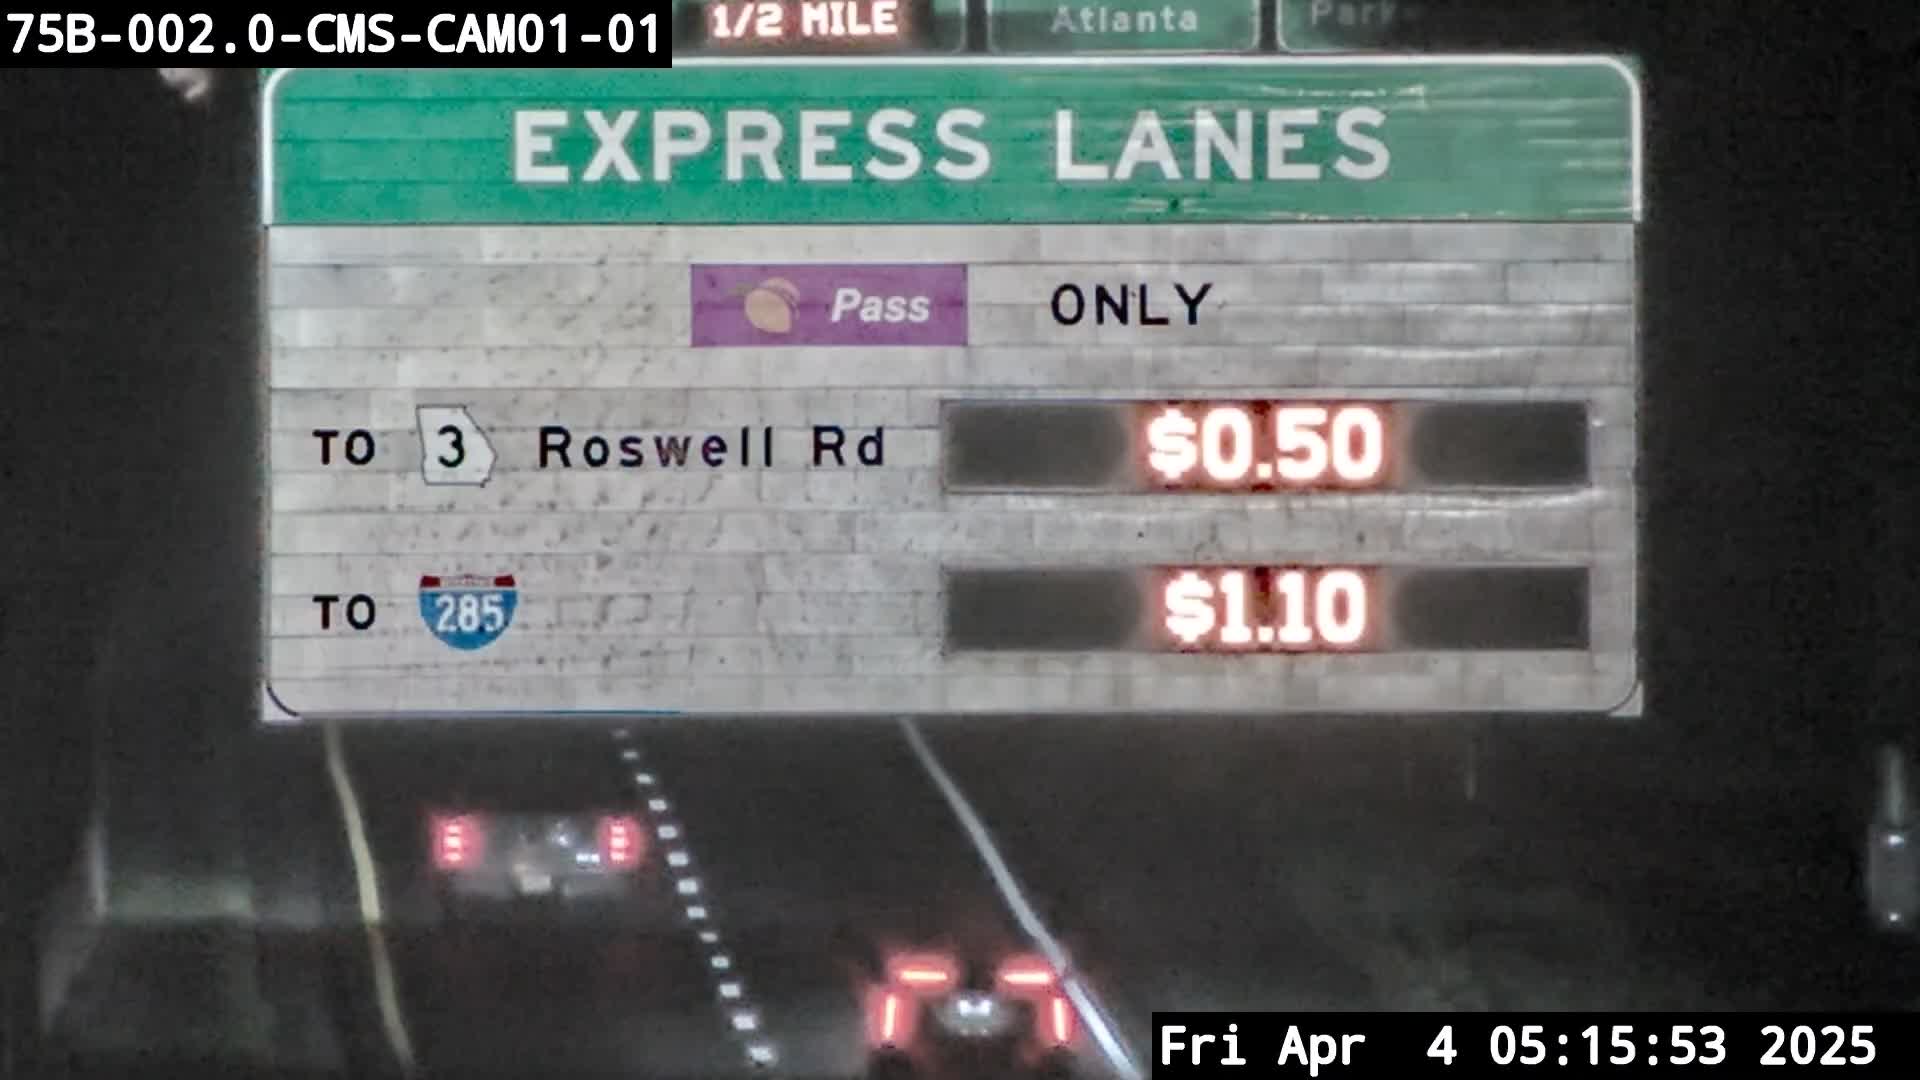 75B-002.0-CMS-CAM01-01
1/2 MILE
Atlanta
EXPRESS LANES
Pass ONLY
TO 3 Roswell Rd $0.50
TO 285 $1.10
Fri Apr 4 05:15:53 2025